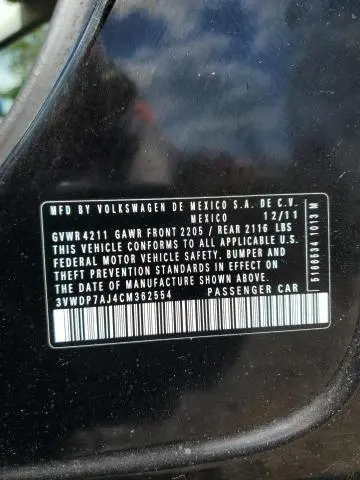 MFD BY VOLKSWAGEN DE MEXICO S.A. DE C.V.
MEXICO 12/11
GVWR 4211 GAWR FRONT 2205 / REAR 2116 LBS
THIS VEHICLE CONFORMS TO ALL APPLICABLE U.S.
FEDERAL MOTOR VEHICLE SAFETY, BUMPER AND
THEFT PREVENTION STANDARDS IN EFFECT ON
THE DATE OF MANUFACTURE SHOWN ABOVE.
3VWDP7AJ4CM362554 PASSENGER CAR
5166534 1013 M